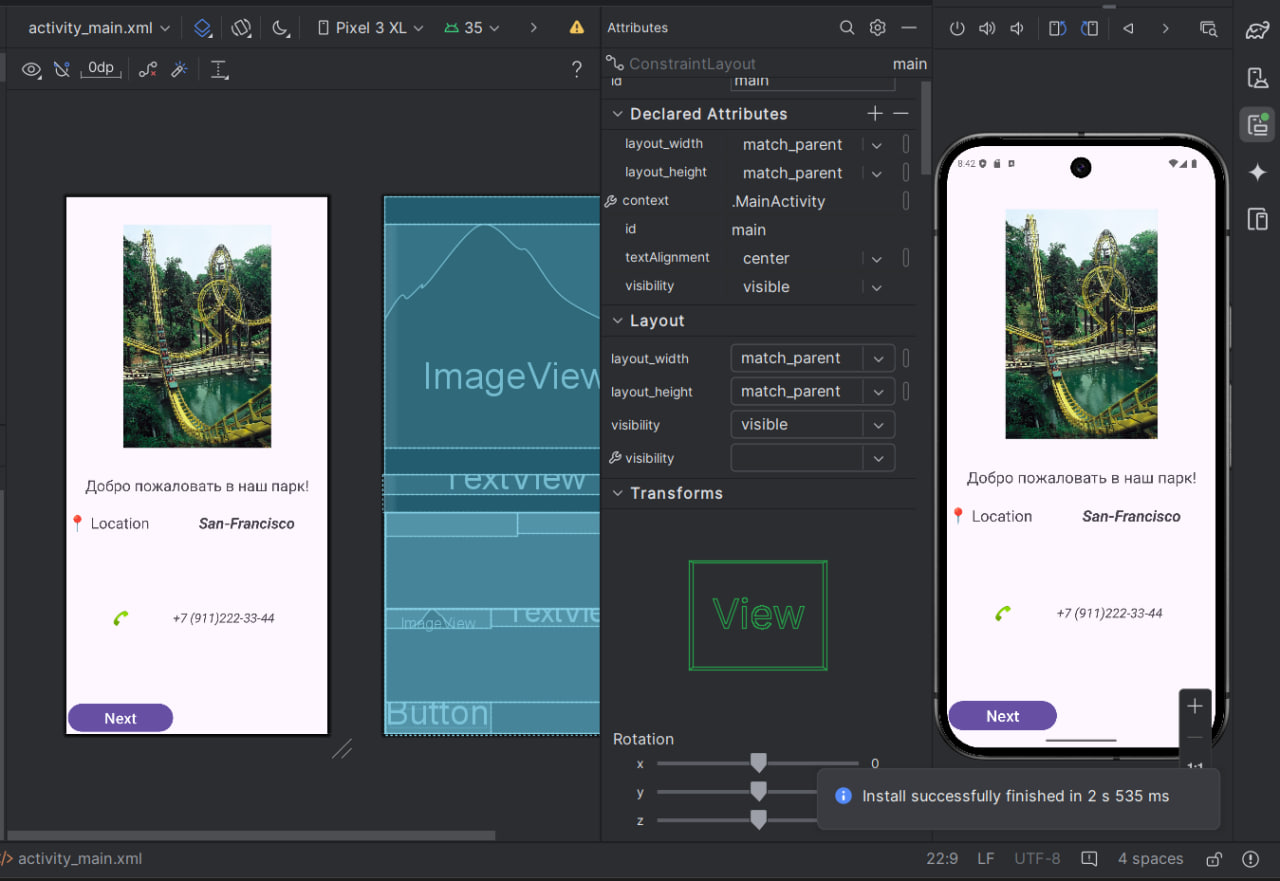 activity_main.xml
Pixel 3 XL
35
0dp
?
Добро пожаловать в наш парк!
Location San-Francisco
+7 (911)222-33-44
Next
ImageView
TextView
ImageView TextVie
Button
Attributes
ConstraintLayout main
id main
Declared Attributes
layout_width match_parent
layout_height match_parent
context .MainActivity
id main
textAlignment center
visibility visible
Layout
layout_width match_parent
layout_height match_parent
visibility visible
visibility
Transforms
View
Rotation
x 0
y
z
8:42
Добро пожаловать в наш парк!
Location San-Francisco
+7 (911)222-33-44
Next
1:1
Install successfully finished in 2 s 535 ms
activity_main.xml
22:9 LF UTF-8 4 spaces